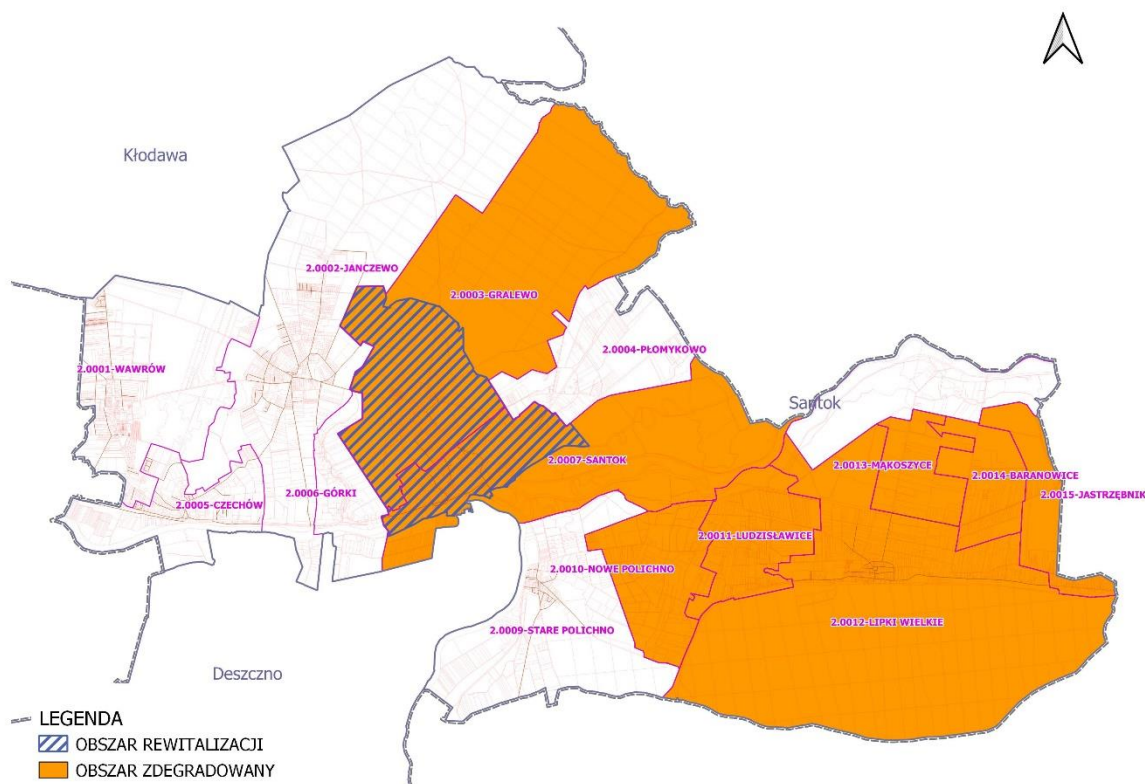 Kłodawa
2.0002-JANCZEWO
2.0003-GRALEWO
2.0004-PŁOMYKOWO
2.0001-WAWRÓW
Santok
2.0007-SANTOK
2.0013-MĄKOSZYCE
2.0014-BARANOWICE
2.0006-GÓRKI
2.0015-JASTRZĘBNIK
2.0005-CZECHÓW
2.0011-LUDZISŁAWICE
2.0010-NOWE POLICHNO
2.0012-LIPKI WIELKIE
2.0009-STARE POLICHNO
Deszczno
LEGENDA
OBSZAR REWITALIZACJI
OBSZAR ZDEGRADOWANY